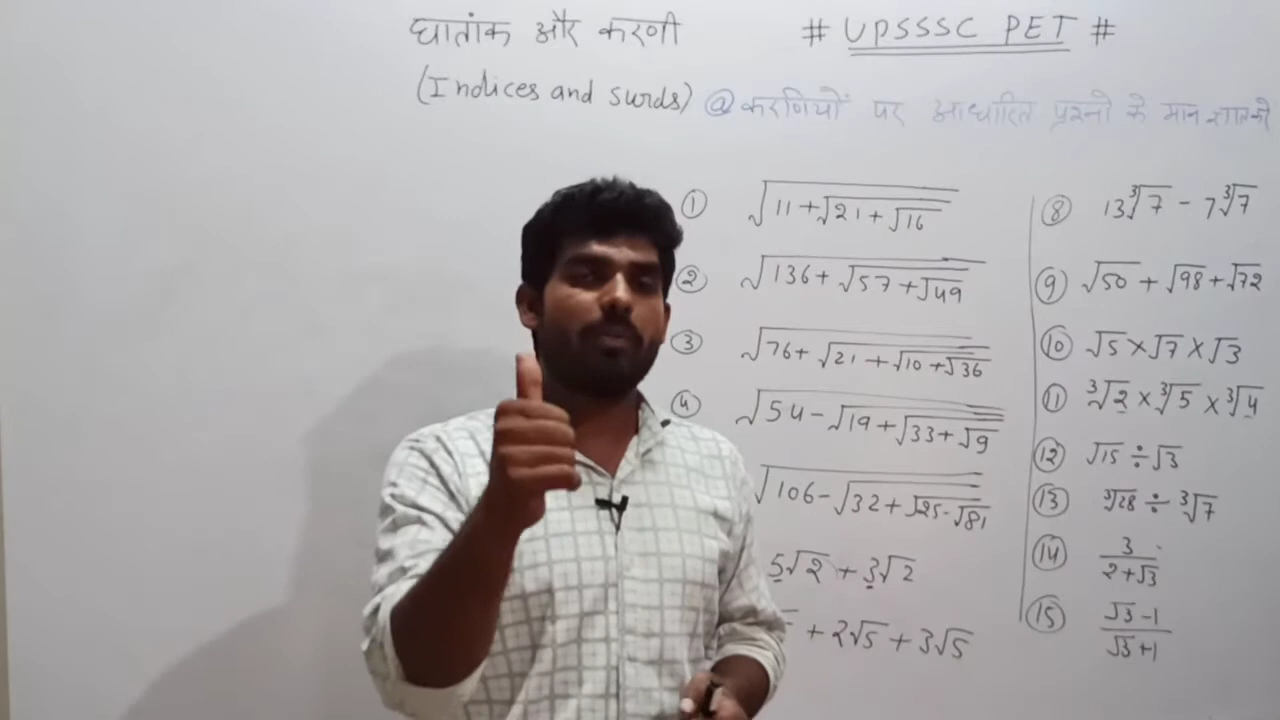 घातांक और करणी
# UPSSSC PET #
(Indices and surds)
@ करणियों पर आधारित प्रश्नों के मान ज्ञात करो
① √11+√21+√16
② √136+√57+√49
③ √76+√21+√10+√36
④ √54-√19+√33+√9
√106-√32+√25-√81
5√2+3√2
+2√5+3√5
⑧ 13∛7 - 7∛7
⑨ √50+√98+√72
⑩ √5×√7×√3
⑪ ∛2×∛5×∛4
⑫ √15÷√3
⑬ ∛28÷∛7
⑭ 3/2+√3
⑮ √3-1/√3+1